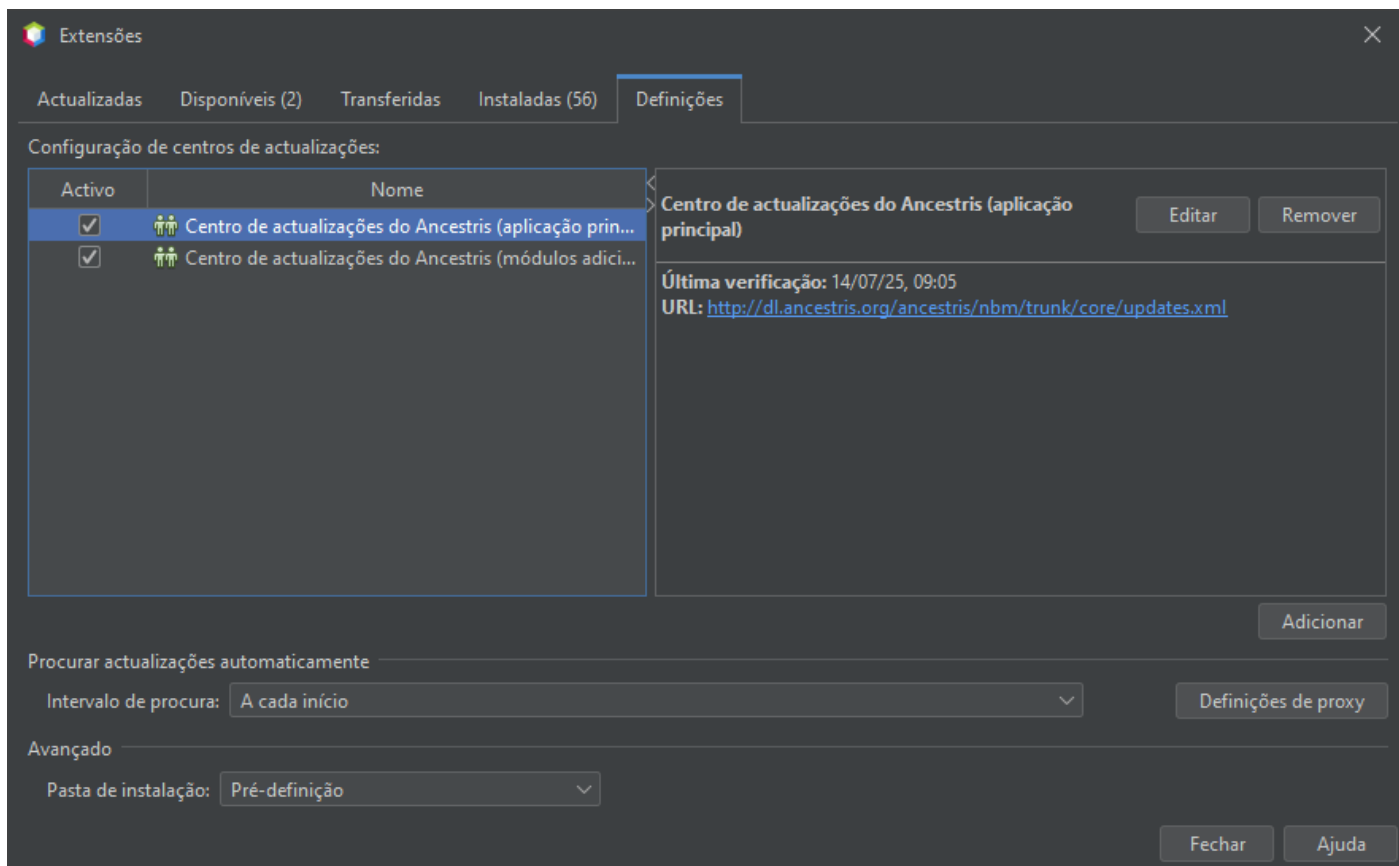 Extensões
Actualizadas Disponíveis (2) Transferidas Instaladas (56) Definições
Configuração de centros de actualizações:
Activo Nome
Centro de actualizações do Ancestris (aplicação prin...
Centro de actualizações do Ancestris (módulos adici...
Centro de actualizações do Ancestris (aplicação
principal)
Editar Remover
Última verificação: 14/07/25, 09:05
URL: http://dl.ancestris.org/ancestris/nbm/trunk/core/updates.xml
Adicionar
Procurar actualizações automaticamente
Intervalo de procura: A cada início Definições de proxy
Avançado
Pasta de instalação: Pré-definição
Fechar Ajuda